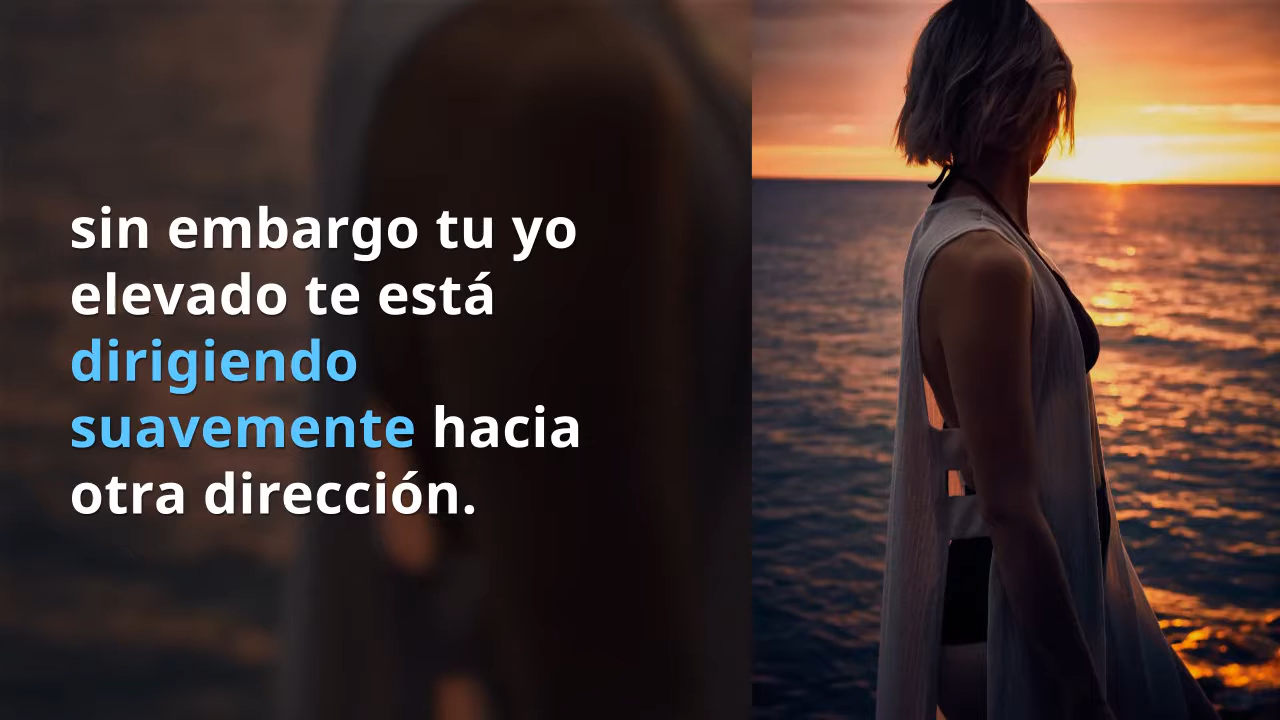 sin embargo tu yo
elevado te está
dirigiendo
suavemente hacia
otra dirección.